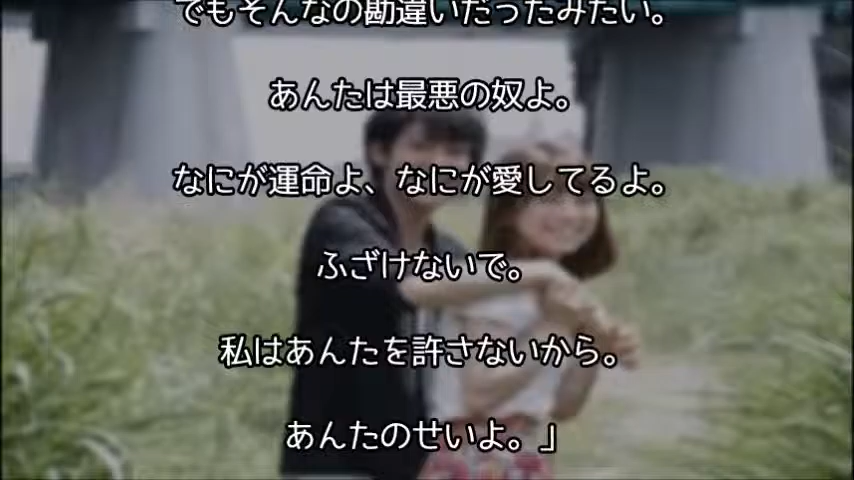 でもそんなの勘違いだったみたい。
あんたは最悪の奴よ。
なにが運命よ、なにが愛してるよ。
ふざけないで。
私はあんたを許さないから。
あんたのせいよ。」